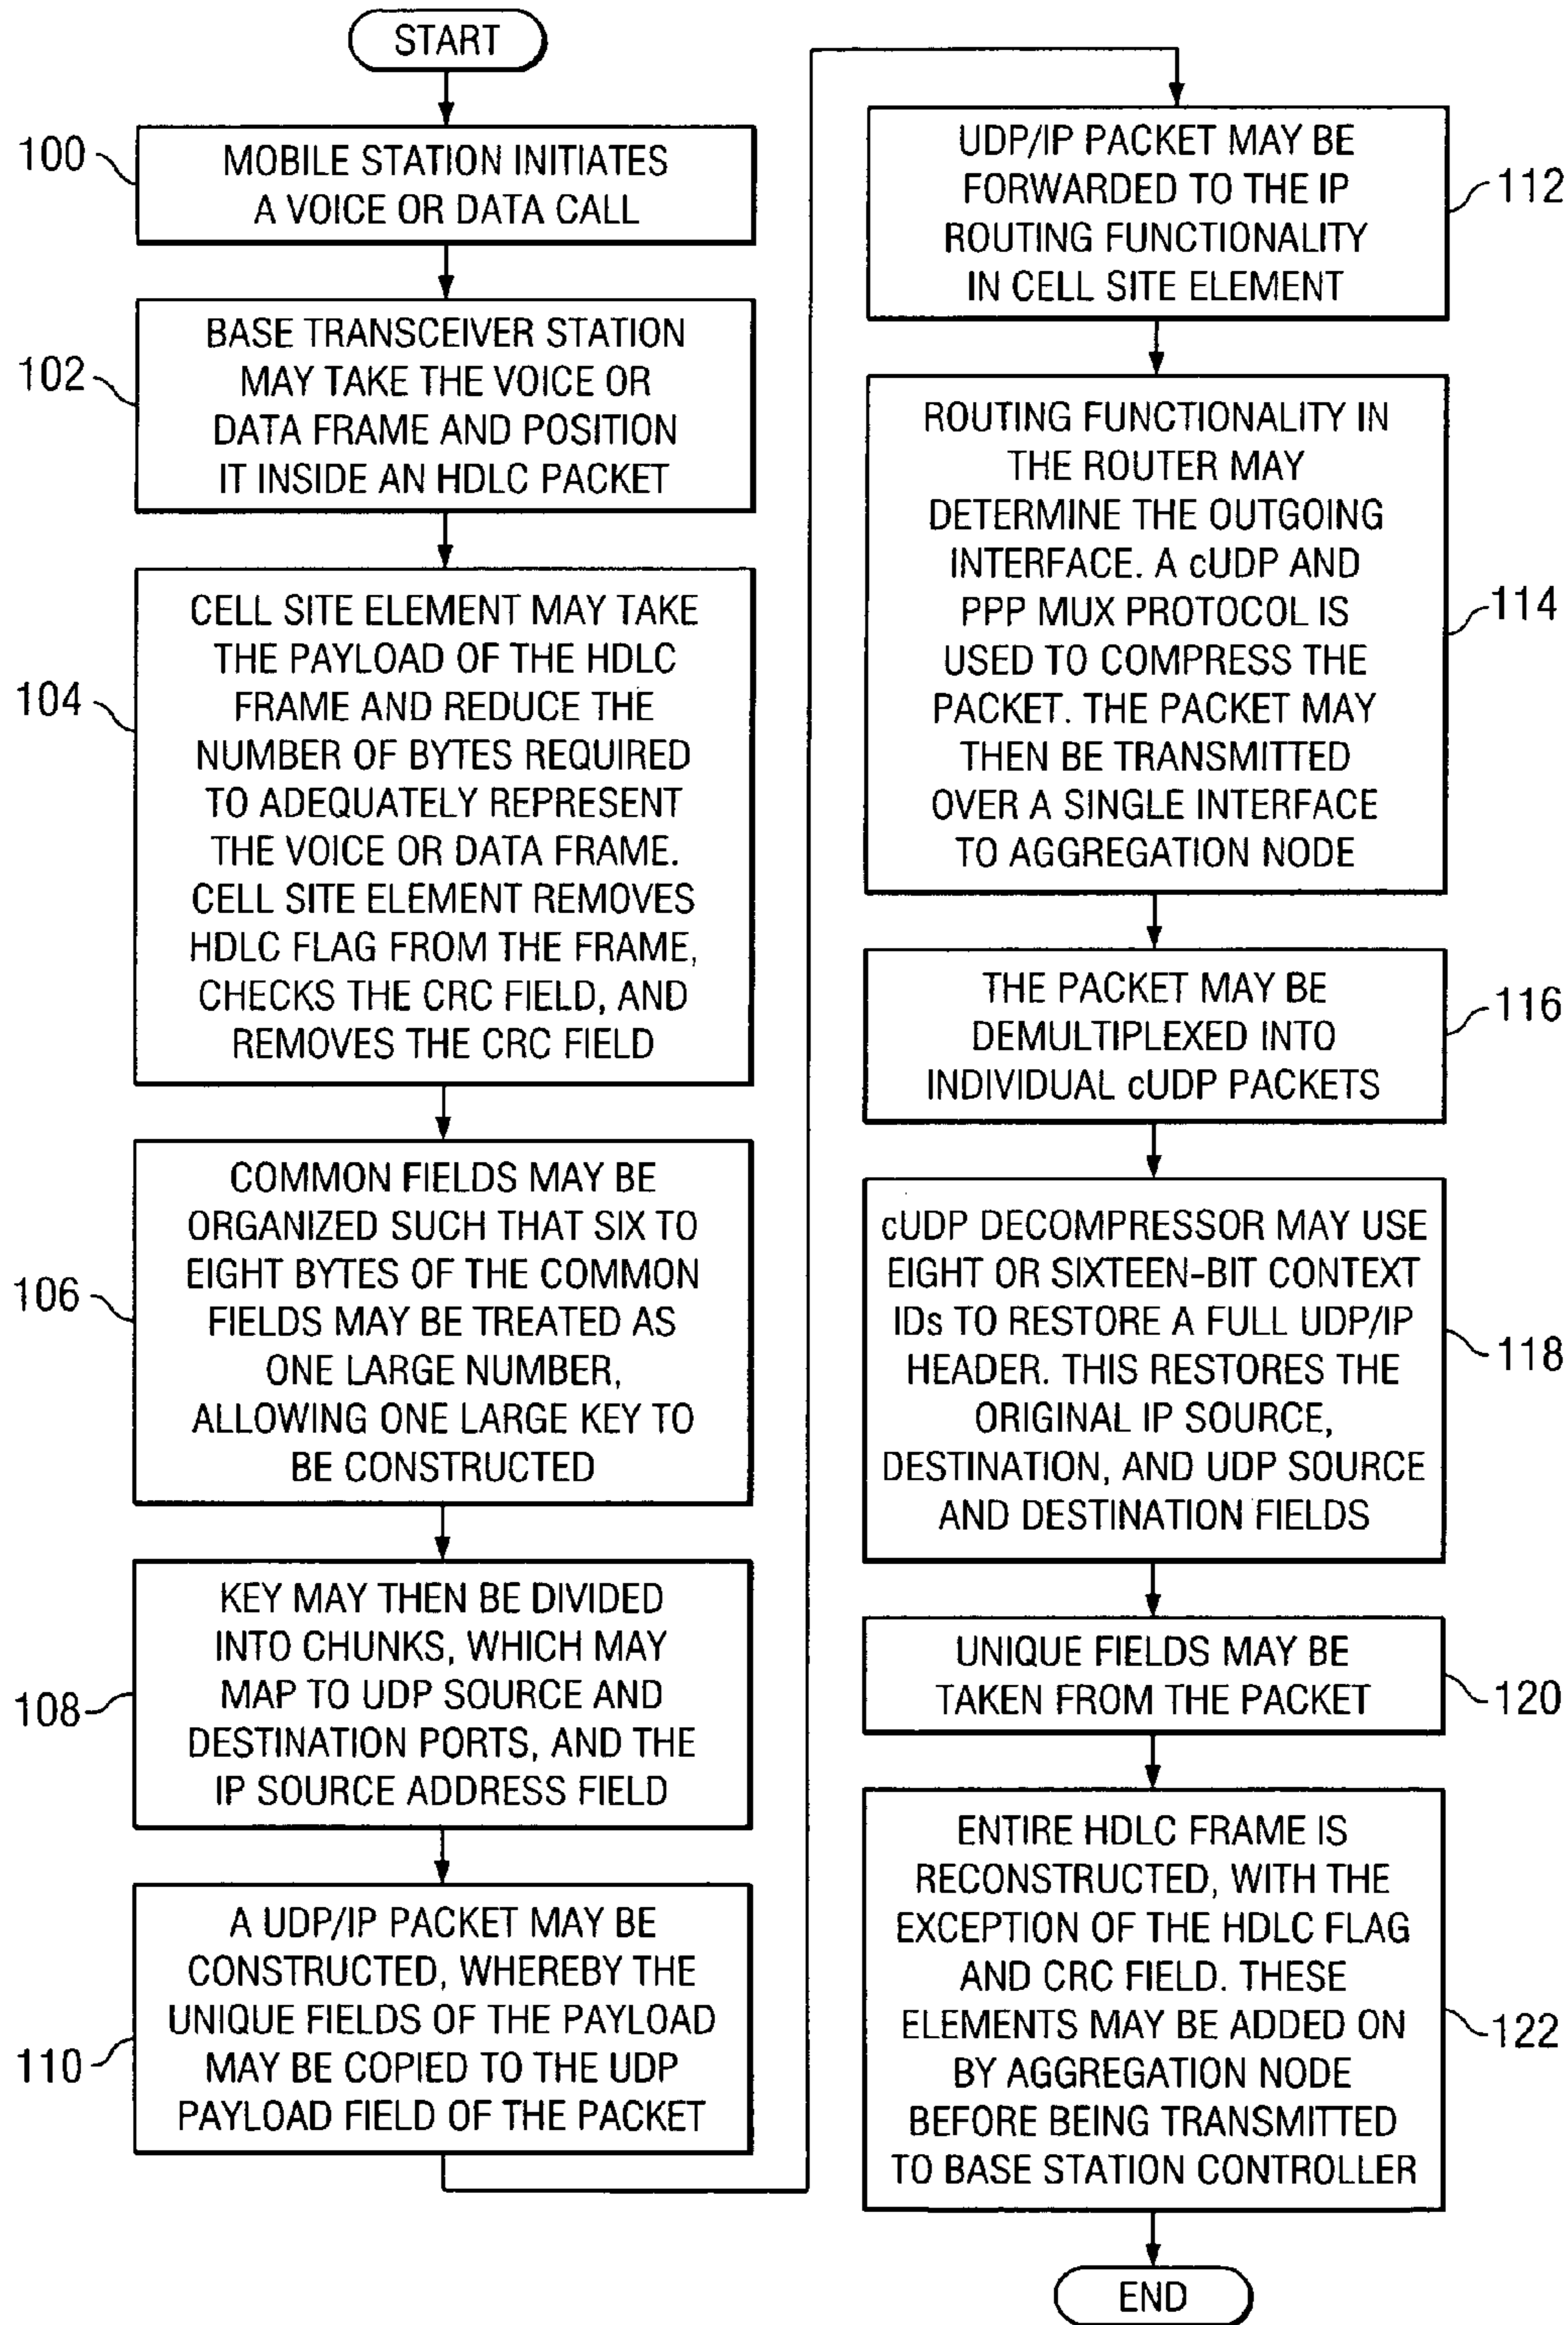 START
100
MOBILE STATION INITIATES
A VOICE OR DATA CALL
102
BASE TRANSCEIVER STATION
MAY TAKE THE VOICE OR
DATA FRAME AND POSITION
IT INSIDE AN HDLC PACKET
104
CELL SITE ELEMENT MAY TAKE
THE PAYLOAD OF THE HDLC
FRAME AND REDUCE THE
NUMBER OF BYTES REQUIRED
TO ADEQUATELY REPRESENT
THE VOICE OR DATA FRAME.
CELL SITE ELEMENT REMOVES
HDLC FLAG FROM THE FRAME,
CHECKS THE CRC FIELD, AND
REMOVES THE CRC FIELD
106
COMMON FIELDS MAY BE
ORGANIZED SUCH THAT SIX TO
EIGHT BYTES OF THE COMMON
FIELDS MAY BE TREATED AS
ONE LARGE NUMBER,
ALLOWING ONE LARGE KEY TO
BE CONSTRUCTED
108
KEY MAY THEN BE DIVIDED
INTO CHUNKS, WHICH MAY
MAP TO UDP SOURCE AND
DESTINATION PORTS, AND THE
IP SOURCE ADDRESS FIELD
110
A UDP/IP PACKET MAY BE
CONSTRUCTED, WHEREBY THE
UNIQUE FIELDS OF THE PAYLOAD
MAY BE COPIED TO THE UDP
PAYLOAD FIELD OF THE PACKET
UDP/IP PACKET MAY BE
FORWARDED TO THE IP
ROUTING FUNCTIONALITY
IN CELL SITE ELEMENT
112
ROUTING FUNCTIONALITY IN
THE ROUTER MAY
DETERMINE THE OUTGOING
INTERFACE. A cUDP AND
PPP MUX PROTOCOL IS
USED TO COMPRESS THE
PACKET. THE PACKET MAY
THEN BE TRANSMITTED
OVER A SINGLE INTERFACE
TO AGGREGATION NODE
114
THE PACKET MAY BE
DEMULTIPLEXED INTO
INDIVIDUAL cUDP PACKETS
116
cUDP DECOMPRESSOR MAY USE
EIGHT OR SIXTEEN-BIT CONTEXT
IDs TO RESTORE A FULL UDP/IP
HEADER. THIS RESTORES THE
ORIGINAL IP SOURCE,
DESTINATION, AND UDP SOURCE
AND DESTINATION FIELDS
118
UNIQUE FIELDS MAY BE
TAKEN FROM THE PACKET
120
ENTIRE HDLC FRAME IS
RECONSTRUCTED, WITH THE
EXCEPTION OF THE HDLC FLAG
AND CRC FIELD. THESE
ELEMENTS MAY BE ADDED ON
BY AGGREGATION NODE
BEFORE BEING TRANSMITTED
TO BASE STATION CONTROLLER
122
END